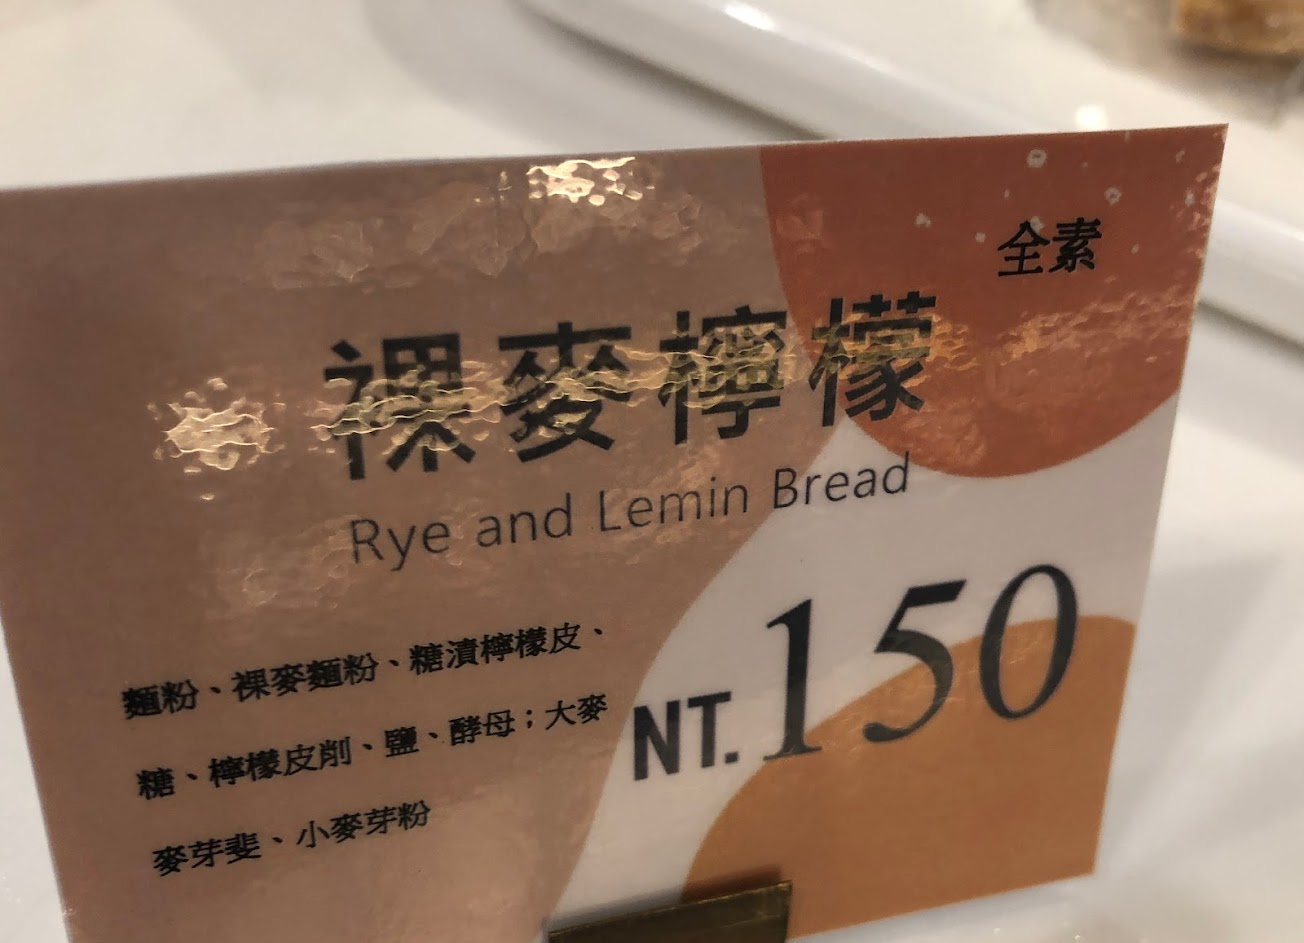 全素
裸麥檸檬
Rye and Lemin Bread
麵粉、裸麥麵粉、糖漬檸檬皮、
糖、檸檬皮削、鹽、酵母；大麥
麥芽斐、小麥芽粉
NT.150